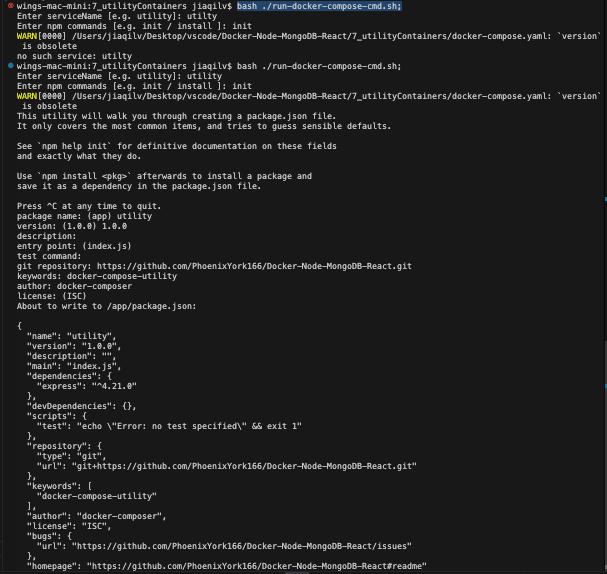 wings-mac-mini:7_utilityContainers jiaqilv$ bash ./run-docker-compose-cmd.sh;
Enter serviceName [e.g. utility]: utilty
Enter npm commands [e.g. init / install ]: init
WARN[0000] /Users/jiaqilv/Desktop/vscode/Docker-Node-MongoDB-React/7_utilityContainers/docker-compose.yaml: `version`
is obsolete
no such service: utilty
wings-mac-mini:7_utilityContainers jiaqilv$ bash ./run-docker-compose-cmd.sh;
Enter serviceName [e.g. utility]: utility
Enter npm commands [e.g. init / install ]: init
WARN[0000] /Users/jiaqilv/Desktop/vscode/Docker-Node-MongoDB-React/7_utilityContainers/docker-compose.yaml: `version`
is obsolete
This utility will walk you through creating a package.json file.
It only covers the most common items, and tries to guess sensible defaults.
See `npm help init` for definitive documentation on these fields
and exactly what they do.
Use `npm install <pkg>` afterwards to install a package and
save it as a dependency in the package.json file.
Press ^C at any time to quit.
package name: (app) utility
version: (1.0.0) 1.0.0
description:
entry point: (index.js)
test command:
git repository: https://github.com/PhoenixYork166/Docker-Node-MongoDB-React.git
keywords: docker-compose-utility
author: docker-composer
license: (ISC)
About to write to /app/package.json:
{
"name": "utility",
"version": "1.0.0",
"description": "",
"main": "index.js",
"dependencies": {
"express": "^4.21.0"
},
"devDependencies": {},
"scripts": {
"test": "echo \"Error: no test specified\" && exit 1"
},
"repository": {
"type": "git",
"url": "git+https://github.com/PhoenixYork166/Docker-Node-MongoDB-React.git"
},
"keywords": [
"docker-compose-utility"
],
"author": "docker-composer",
"license": "ISC",
"bugs": {
"url": "https://github.com/PhoenixYork166/Docker-Node-MongoDB-React/issues"
},
"homepage": "https://github.com/PhoenixYork166/Docker-Node-MongoDB-React#readme"